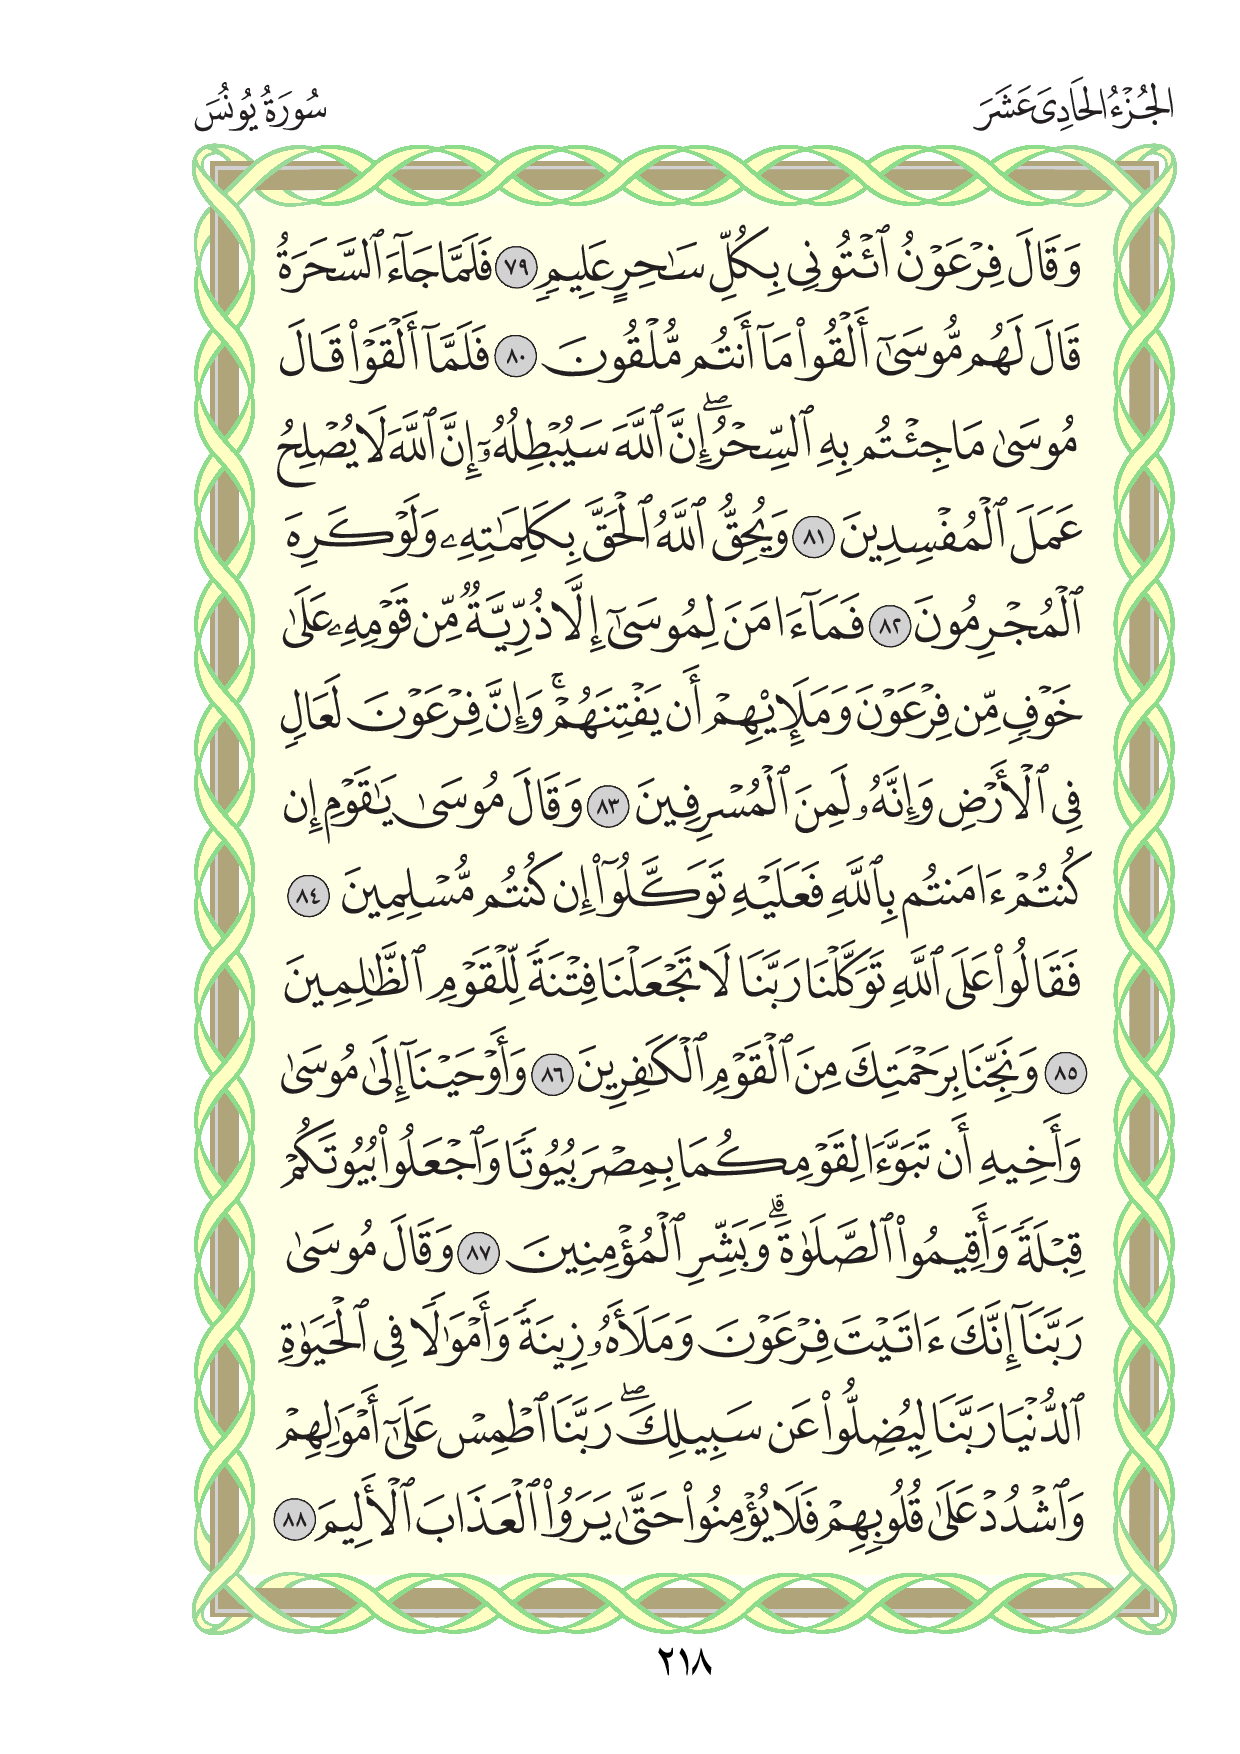 الجُزْءُ الحَادِىَ عَشَرَ
سُورَةُ يُونُسَ
وَقَالَ فِرْعَوْنُ ٱئْتُونِى بِكُلِّ سَـٰحِرٍ عَلِيمٍۢ ٧٩ فَلَمَّا جَآءَ ٱلسَّحَرَةُ
قَالَ لَهُم مُّوسَىٰٓ أَلْقُوا۟ مَآ أَنتُم مُّلْقُونَ ٨٠ فَلَمَّآ أَلْقَوْا۟ قَالَ
مُوسَىٰ مَا جِئْتُم بِهِ ٱلسِّحْرُ ۖ إِنَّ ٱللَّهَ سَيُبْطِلُهُۥٓ إِنَّ ٱللَّهَ لَا يُصْلِحُ
عَمَلَ ٱلْمُفْسِدِينَ ٨١ وَيُحِقُّ ٱللَّهُ ٱلْحَقَّ بِكَلِمَـٰتِهِۦ وَلَوْ كَرِهَ
ٱلْمُجْرِمُونَ ٨٢ فَمَآ ءَامَنَ لِمُوسَىٰٓ إِلَّا ذُرِّيَّةٌۭ مِّن قَوْمِهِۦ عَلَىٰ
خَوْفٍۢ مِّن فِرْعَوْنَ وَمَلَإِي۟هِمْ أَن يَفْتِنَهُمْ ۚ وَإِنَّ فِرْعَوْنَ لَعَالٍۢ
فِى ٱلْأَرْضِ وَإِنَّهُۥ لَمِنَ ٱلْمُسْرِفِينَ ٨٣ وَقَالَ مُوسَىٰ يَـٰقَوْمِ إِن
كُنتُمْ ءَامَنتُم بِٱللَّهِ فَعَلَيْهِ تَوَكَّلُوٓا۟ إِن كُنتُم مُّسْلِمِينَ ٨٤
فَقَالُوا۟ عَلَى ٱللَّهِ تَوَكَّلْنَا رَبَّنَا لَا تَجْعَلْنَا فِتْنَةًۭ لِّلْقَوْمِ ٱلظَّـٰلِمِينَ
٨٥ وَنَجِّنَا بِرَحْمَتِكَ مِنَ ٱلْقَوْمِ ٱلْكَـٰفِرِينَ ٨٦ وَأَوْحَيْنَآ إِلَىٰ مُوسَىٰ
وَأَخِيهِ أَن تَبَوَّءَا لِقَوْمِكُمَا بِمِصْرَ بُيُوتًۭا وَٱجْعَلُوا۟ بُيُوتَكُمْ
قِبْلَةًۭ وَأَقِيمُوا۟ ٱلصَّلَوٰةَ ۗ وَبَشِّرِ ٱلْمُؤْمِنِينَ ٨٧ وَقَالَ مُوسَىٰ
رَبَّنَآ إِنَّكَ ءَاتَيْتَ فِرْعَوْنَ وَمَلَأَهُۥ زِينَةًۭ وَأَمْوَٰلًۭا فِى ٱلْحَيَوٰةِ
ٱلدُّنْيَا رَبَّنَا لِيُضِلُّوا۟ عَن سَبِيلِكَ ۖ رَبَّنَا ٱطْمِسْ عَلَىٰٓ أَمْوَٰلِهِمْ
وَٱشْدُدْ عَلَىٰ قُلُوبِهِمْ فَلَا يُؤْمِنُوا۟ حَتَّىٰ يَرَوُا۟ ٱلْعَذَابَ ٱلْأَلِيمَ ٨٨
٢١٨